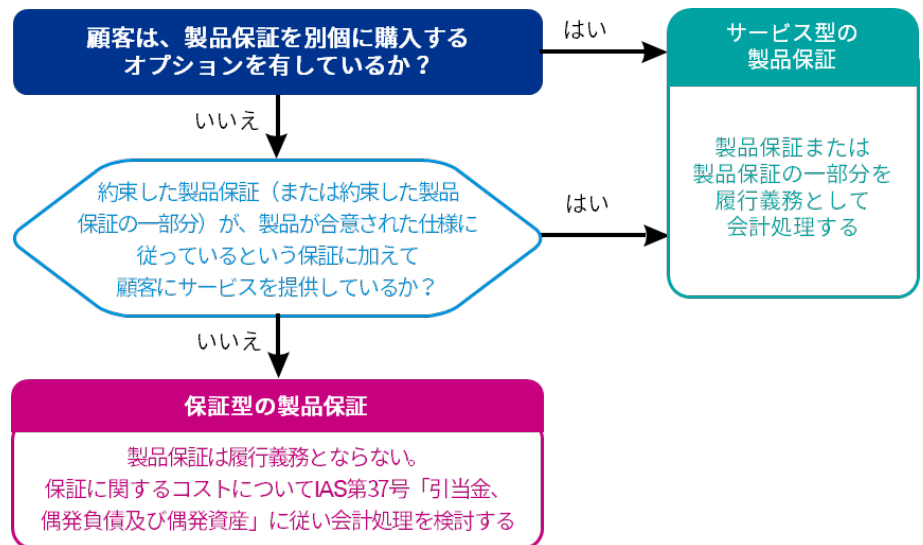 顧客は、製品保証を別個に購入する
オプションを有しているか？
はい
サービス型の
製品保証
製品保証または
製品保証の一部分を
履行義務として
会計処理する
いいえ
約束した製品保証（または約束した製品
保証の一部分）が、製品が合意された仕様に
従っているという保証に加えて
顧客にサービスを提供しているか？
はい
いいえ
保証型の製品保証
製品保証は履行義務とならない。
保証に関するコストについてIAS第37号「引当金、
偶発負債及び偶発資産」に従い会計処理を検討する